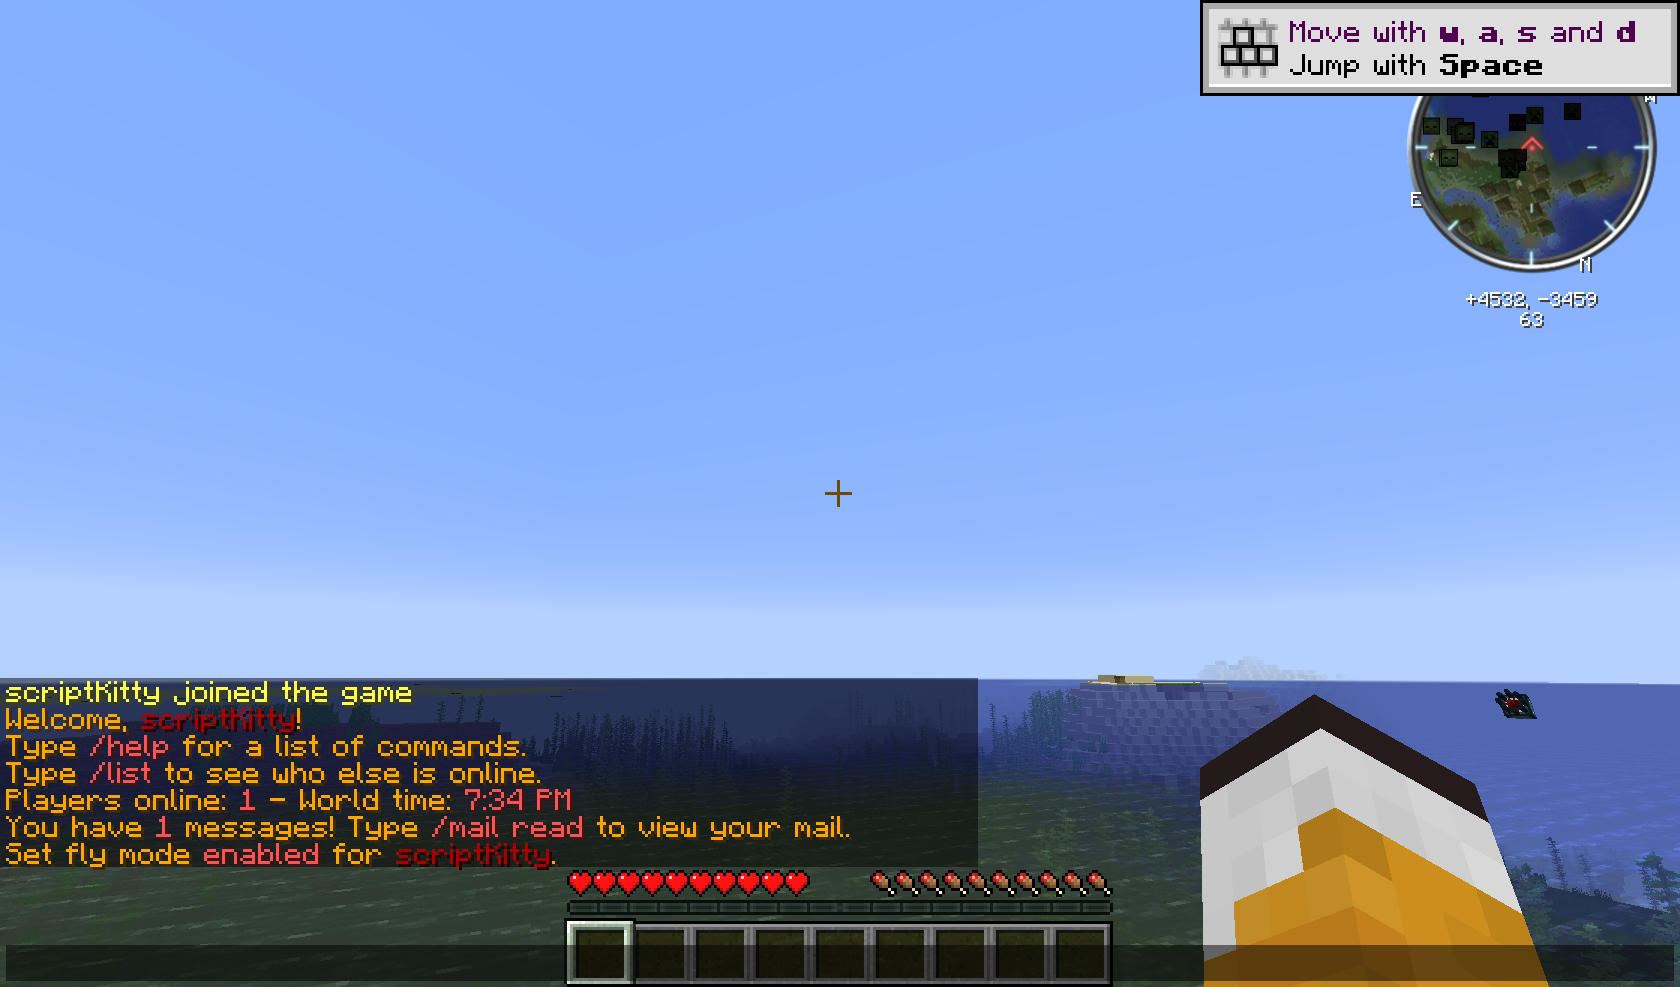 Move with w, a, s and d
Jump with Space
E
N
+4532, -3459
63
scriptKitty joined the game
Welcome, scriptKitty!
Type /help for a list of commands.
Type /list to see who else is online.
Players online: 1 - World time: 7:34 PM
You have 1 messages! Type /mail read to view your mail.
Set fly mode enabled for scriptKitty.